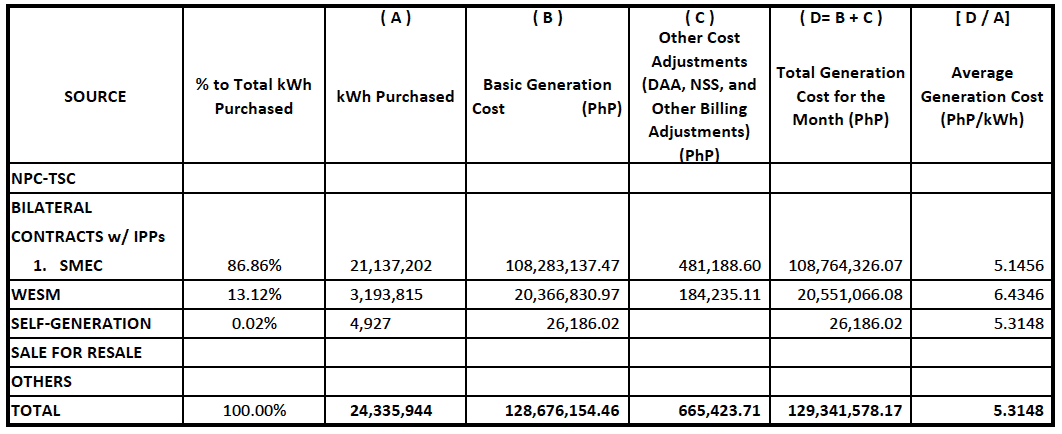 SOURCE % to Total kWh Purchased ( A ) kWh Purchased ( B ) Basic Generation Cost (PhP) ( C ) Other Cost Adjustments (DAA, NSS, and Other Billing Adjustments) (PhP) ( D= B + C ) Total Generation Cost for the Month (PhP) [ D / A] Average Generation Cost (PhP/kWh)
NPC-TSC
BILATERAL
CONTRACTS w/ IPPs
1. SMEC 86.86% 21,137,202 108,283,137.47 481,188.60 108,764,326.07 5.1456
WESM 13.12% 3,193,815 20,366,830.97 184,235.11 20,551,066.08 6.4346
SELF-GENERATION 0.02% 4,927 26,186.02 26,186.02 5.3148
SALE FOR RESALE
OTHERS
TOTAL 100.00% 24,335,944 128,676,154.46 665,423.71 129,341,578.17 5.3148